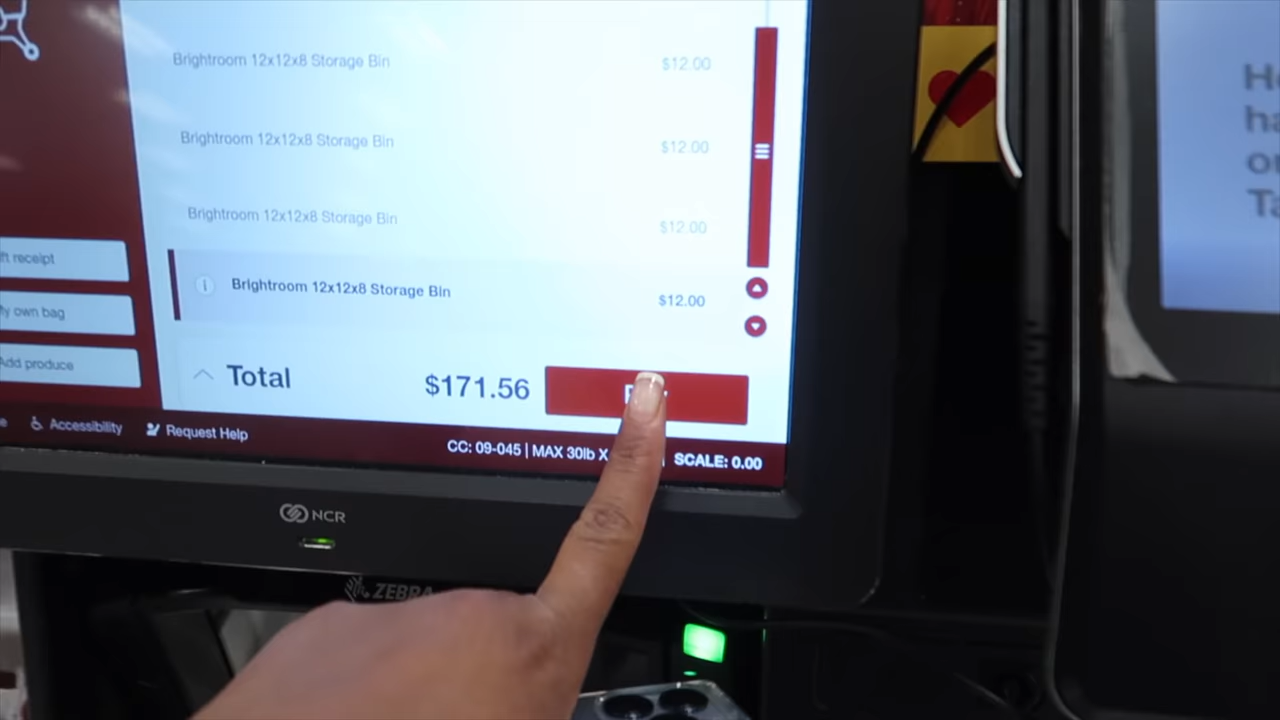 Brightroom 12x12x8 Storage Bin $12.00
Brightroom 12x12x8 Storage Bin $12.00
Brightroom 12x12x8 Storage Bin $12.00
Brightroom 12x12x8 Storage Bin $12.00
ft receipt
y own bag
Add produce
Total $171.56
Accessibility
Request Help
CC: 09-045 | MAX 30lb X
SCALE: 0.00
NCR
ZEBRA